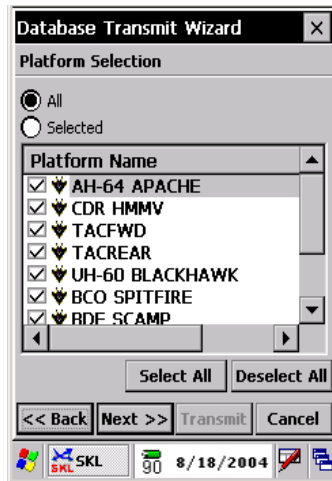 Database Transmit Wizard
Platform Selection
All
Selected
Platform Name
AH-64 APACHE
CDR HMMV
TACFWD
TACREAR
UH-60 BLACKHAWK
BCO SPITFIRE
BDE SCAMP
Select All Deselect All
<< Back Next >> Transmit Cancel
SKL SKL 90 8/18/2004